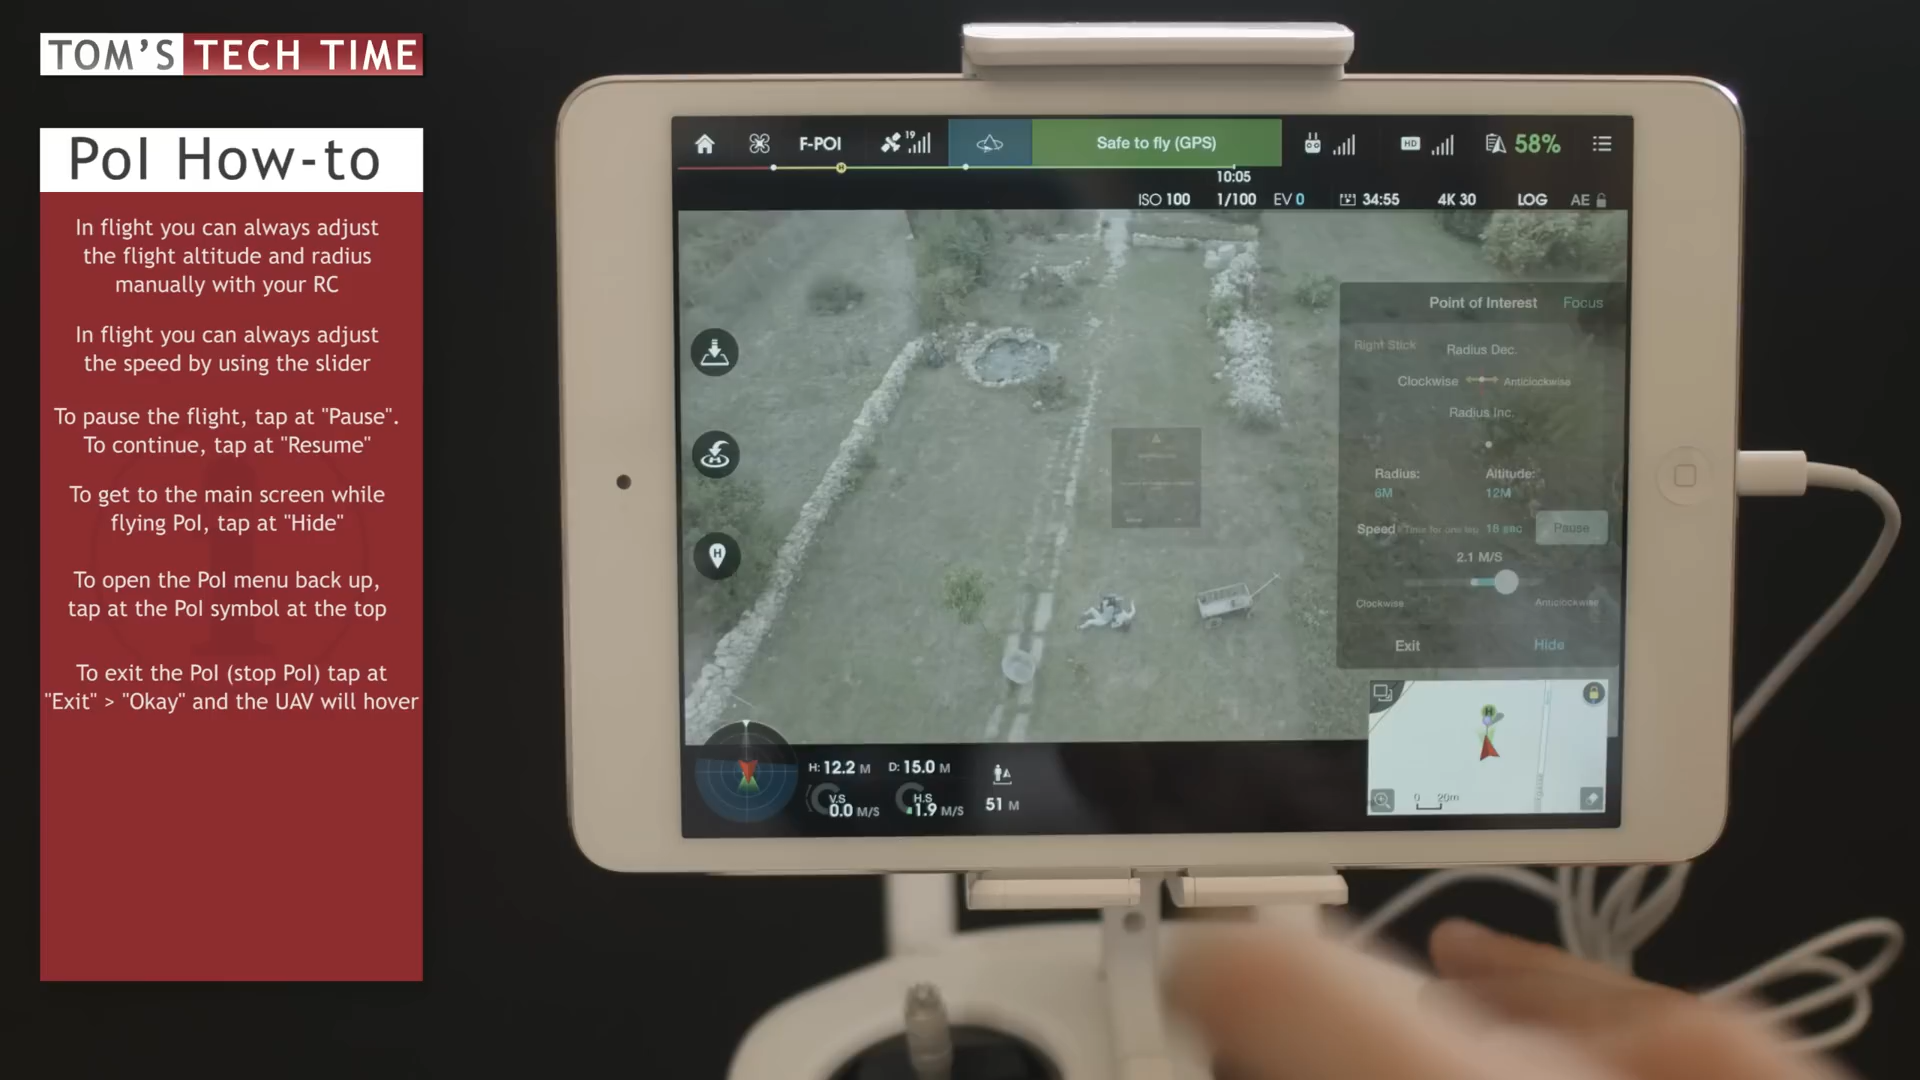 TOM'S TECH TIME
PoI How-to
In flight you can always adjust
the flight altitude and radius
manually with your RC
In flight you can always adjust
the speed by using the slider
To pause the flight, tap at "Pause".
To continue, tap at "Resume"
To get to the main screen while
flying PoI, tap at "Hide"
To open the PoI menu back up,
tap at the PoI symbol at the top
To exit the PoI (stop PoI) tap at
"Exit" > "Okay" and the UAV will hover
F-POI 19 Safe to fly (GPS) HD 58%
H
10:05
ISO 100 1/100 EV 0 34:55 4K 30 LOG AE
Point of Interest Focus
Right Stick Radius Dec.
Clockwise Anticlockwise
Radius Inc.
Radius: Altitude:
6M 12M
Speed Time for one lap 18 sec Pause
2.1 M/S
Clockwise Anticlockwise
Exit Hide
H
H
H
0 20m
H: 12.2 M D: 15.0 M
V.S H.S
0.0 M/S 1.9 M/S 51 M